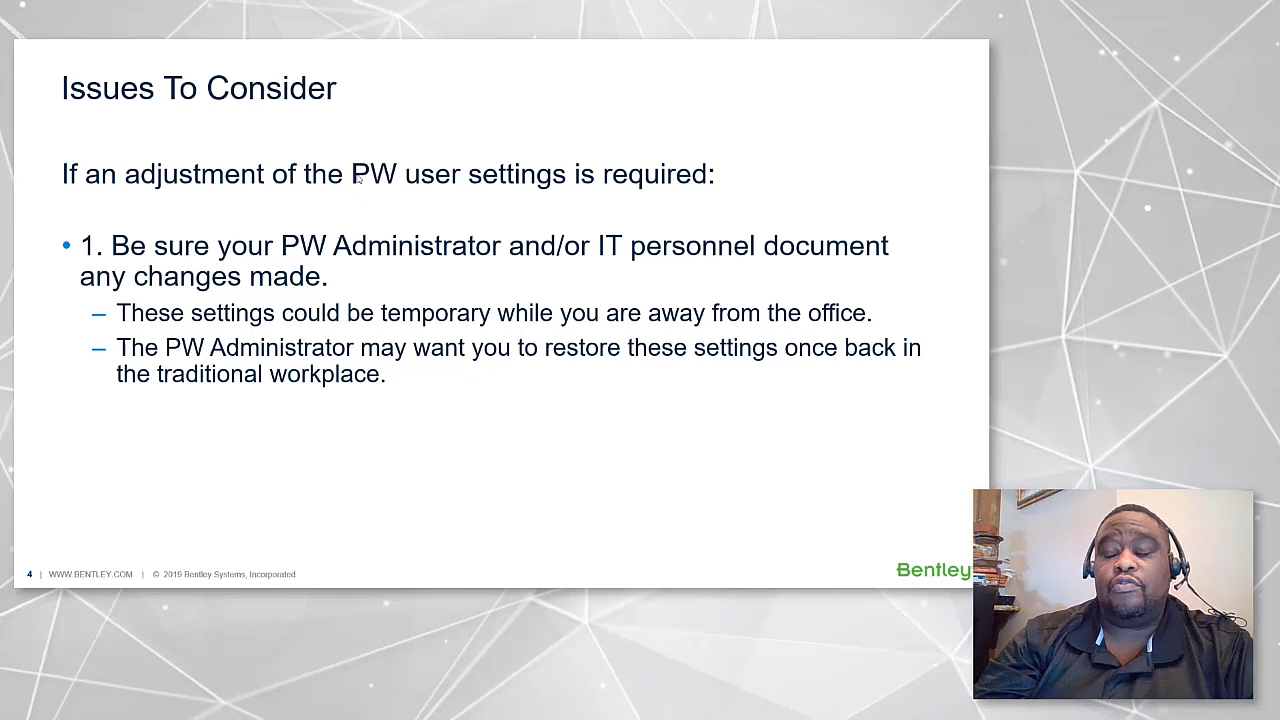 Issues To Consider
If an adjustment of the PW user settings is required:
• 1. Be sure your PW Administrator and/or IT personnel document
any changes made.
– These settings could be temporary while you are away from the office.
– The PW Administrator may want you to restore these settings once back in
the traditional workplace.
4 | WWW.BENTLEY.COM | © 2019 Bentley Systems, Incorporated
Bentley